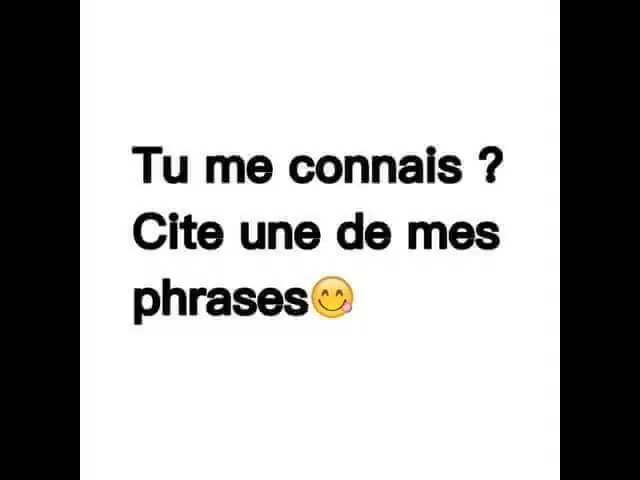 Tu me connais ?
Cite une de mes
phrases😋